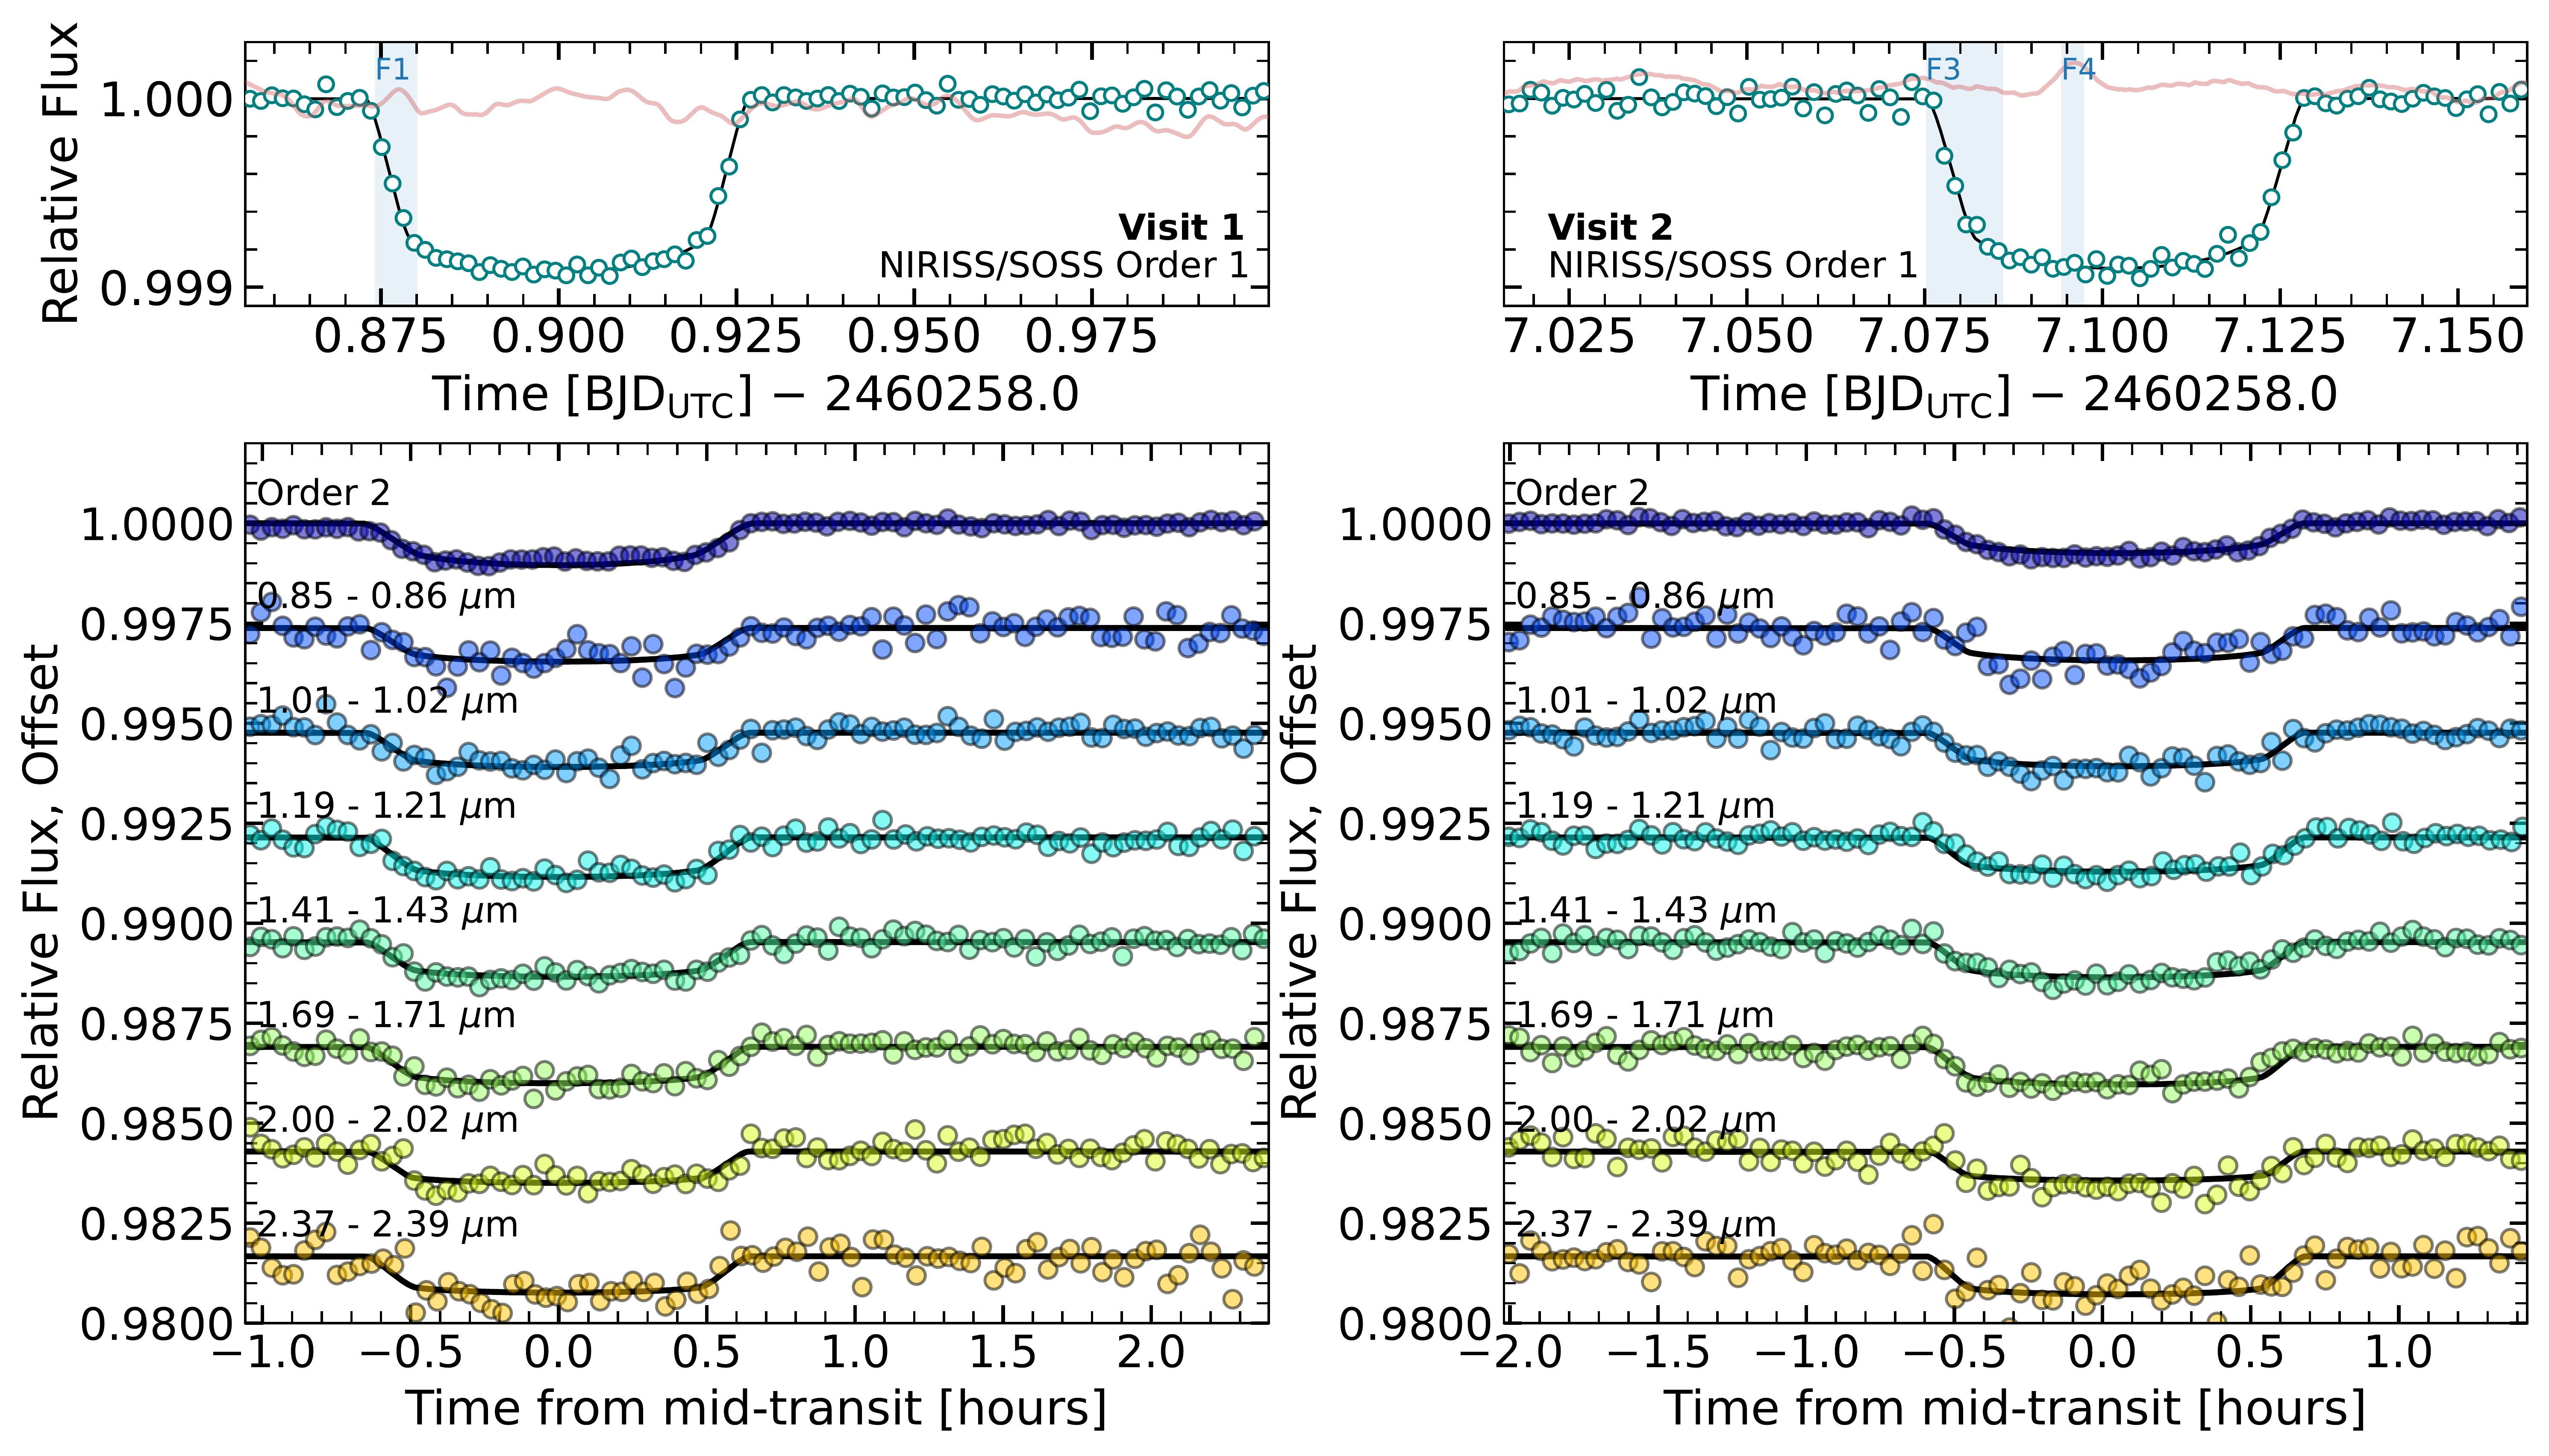 Relative Flux
1.000
0.999
F1
Visit 1
NIRISS/SOSS Order 1
0.875 0.900 0.925 0.950 0.975
Time [BJD_UTC] − 2460258.0
F3 F4
Visit 2
NIRISS/SOSS Order 1
7.025 7.050 7.075 7.100 7.125 7.150
Time [BJD_UTC] − 2460258.0
Relative Flux, Offset
1.0000
0.9975
0.9950
0.9925
0.9900
0.9875
0.9850
0.9825
0.9800
Order 2
0.85 - 0.86 μm
1.01 - 1.02 μm
1.19 - 1.21 μm
1.41 - 1.43 μm
1.69 - 1.71 μm
2.00 - 2.02 μm
2.37 - 2.39 μm
−1.0 −0.5 0.0 0.5 1.0 1.5 2.0
Time from mid-transit [hours]
Relative Flux, Offset
1.0000
0.9975
0.9950
0.9925
0.9900
0.9875
0.9850
0.9825
0.9800
Order 2
0.85 - 0.86 μm
1.01 - 1.02 μm
1.19 - 1.21 μm
1.41 - 1.43 μm
1.69 - 1.71 μm
2.00 - 2.02 μm
2.37 - 2.39 μm
−2.0 −1.5 −1.0 −0.5 0.0 0.5 1.0
Time from mid-transit [hours]